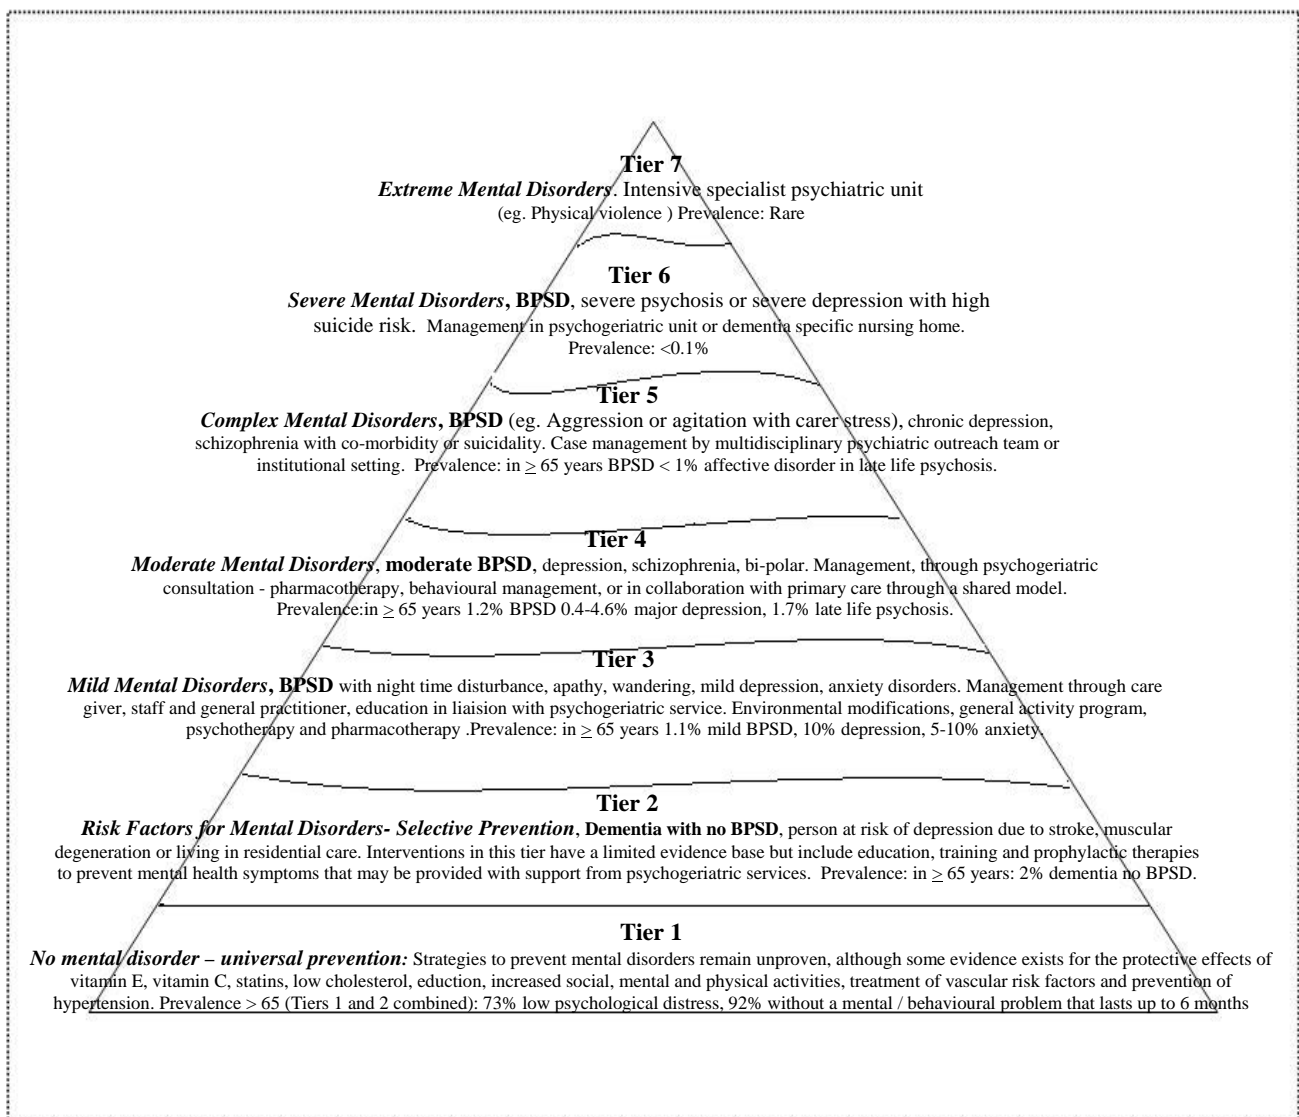 Tier 7
Extreme Mental Disorders. Intensive specialist psychiatric unit
(eg. Physical violence ) Prevalence: Rare
Tier 6
Severe Mental Disorders, BPSD, severe psychosis or severe depression with high
suicide risk. Management in psychogeriatric unit or dementia specific nursing home.
Prevalence: <0.1%
Tier 5
Complex Mental Disorders, BPSD (eg. Aggression or agitation with carer stress), chronic depression,
schizophrenia with co-morbidity or suicidality. Case management by multidisciplinary psychiatric outreach team or
institutional setting. Prevalence: in ≥ 65 years BPSD < 1% affective disorder in late life psychosis.
Tier 4
Moderate Mental Disorders, moderate BPSD, depression, schizophrenia, bi-polar. Management, through psychogeriatric
consultation - pharmacotherapy, behavioural management, or in collaboration with primary care through a shared model.
Prevalence:in ≥ 65 years 1.2% BPSD 0.4-4.6% major depression, 1.7% late life psychosis.
Tier 3
Mild Mental Disorders, BPSD with night time disturbance, apathy, wandering, mild depression, anxiety disorders. Management through care
giver, staff and general practitioner, education in liaision with psychogeriatric service. Environmental modifications, general activity program,
psychotherapy and pharmacotherapy .Prevalence: in ≥ 65 years 1.1% mild BPSD, 10% depression, 5-10% anxiety.
Tier 2
Risk Factors for Mental Disorders- Selective Prevention, Dementia with no BPSD, person at risk of depression due to stroke, muscular
degeneration or living in residential care. Interventions in this tier have a limited evidence base but include education, training and prophylactic therapies
to prevent mental health symptoms that may be provided with support from psychogeriatric services. Prevalence: in ≥ 65 years: 2% dementia no BPSD.
Tier 1
No mental disorder – universal prevention: Strategies to prevent mental disorders remain unproven, although some evidence exists for the protective effects of
vitamin E, vitamin C, statins, low cholesterol, eduction, increased social, mental and physical activities, treatment of vascular risk factors and prevention of
hypertension. Prevalence > 65 (Tiers 1 and 2 combined): 73% low psychological distress, 92% without a mental / behavioural problem that lasts up to 6 months